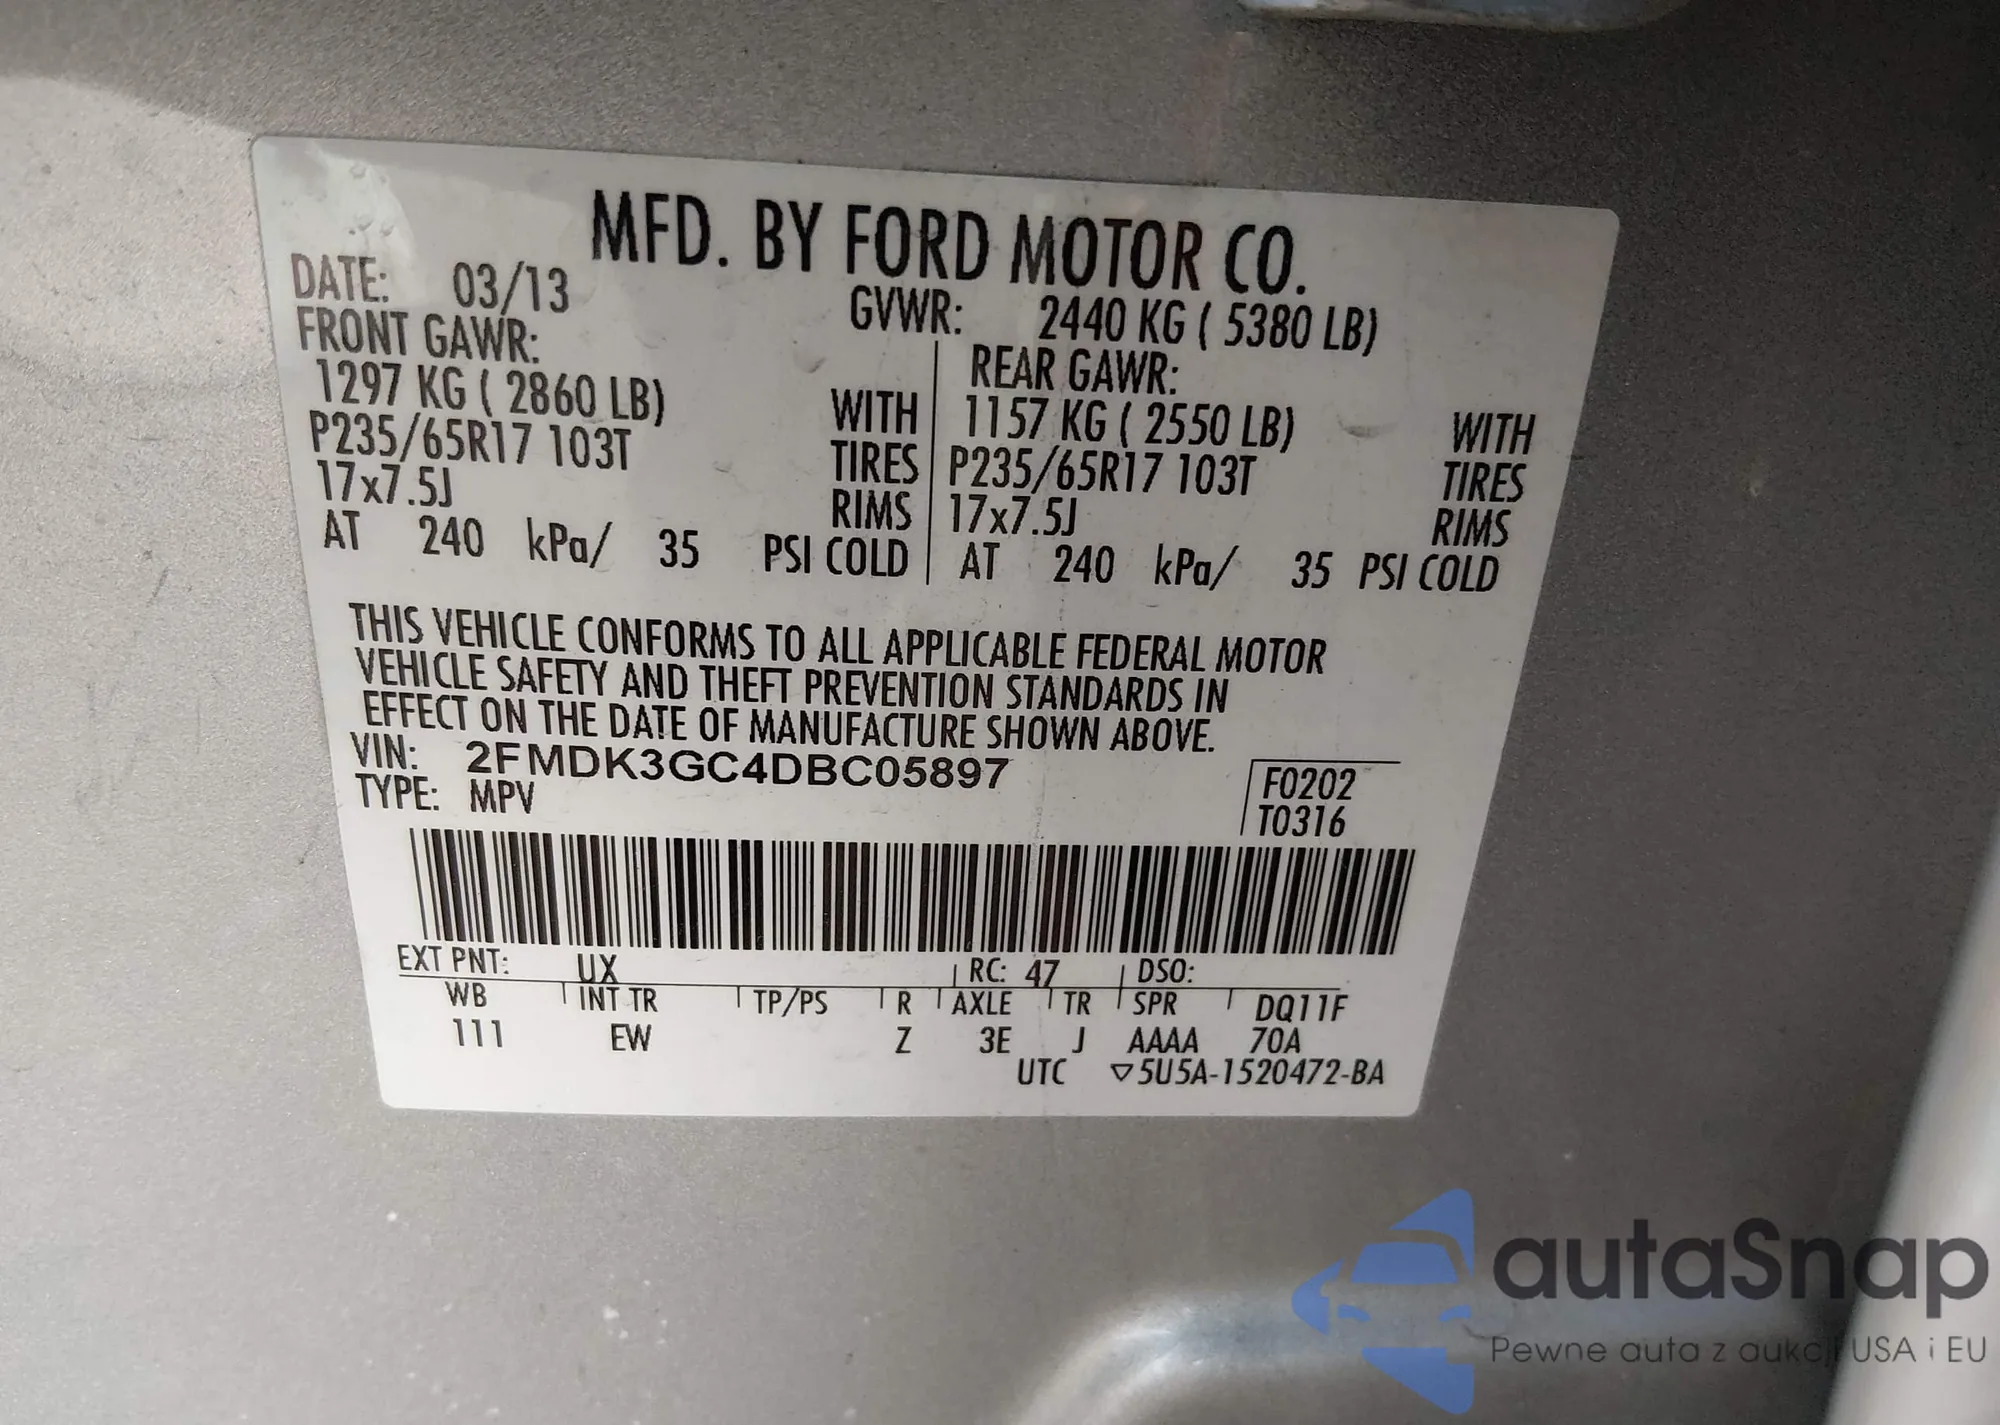 MFD. BY FORD MOTOR CO.
DATE: 03/13
GVWR: 2440 KG ( 5380 LB)
FRONT GAWR:
1297 KG ( 2860 LB) WITH
P235/65R17 103T TIRES
17x7.5J RIMS
AT 240 kPa/ 35 PSI COLD
REAR GAWR:
1157 KG ( 2550 LB) WITH
P235/65R17 103T TIRES
17x7.5J RIMS
AT 240 kPa/ 35 PSI COLD
THIS VEHICLE CONFORMS TO ALL APPLICABLE FEDERAL MOTOR
VEHICLE SAFETY AND THEFT PREVENTION STANDARDS IN
EFFECT ON THE DATE OF MANUFACTURE SHOWN ABOVE.
VIN: 2FMDK3GC4DBC05897
TYPE: MPV
F0202
T0316
EXT PNT: UX RC: 47 DSO:
WB INT TR TP/PS R AXLE TR SPR DQ11F
111 EW Z 3E J AAAA 70A
UTC ▽5U5A-1520472-BA
autaSnap
Pewne auta z aukcji USA i EU